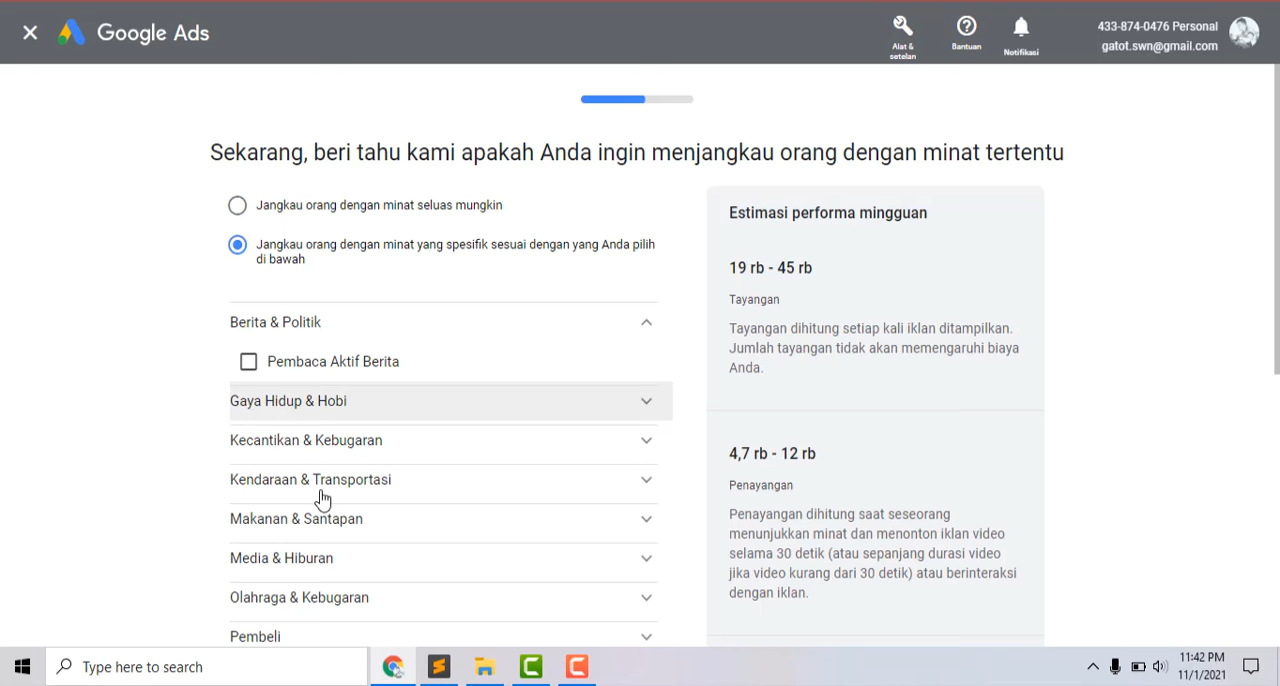 Google Ads
Alat &
setelan
Bantuan
Notifikasi
433-874-0476 Personal
gatot.swn@gmail.com
Sekarang, beri tahu kami apakah Anda ingin menjangkau orang dengan minat tertentu
Jangkau orang dengan minat seluas mungkin
Jangkau orang dengan minat yang spesifik sesuai dengan yang Anda pilih
di bawah
Berita & Politik
Pembaca Aktif Berita
Gaya Hidup & Hobi
Kecantikan & Kebugaran
Kendaraan & Transportasi
Makanan & Santapan
Media & Hiburan
Olahraga & Kebugaran
Pembeli
Estimasi performa mingguan
19 rb - 45 rb
Tayangan
Tayangan dihitung setiap kali iklan ditampilkan.
Jumlah tayangan tidak akan memengaruhi biaya
Anda.
4,7 rb - 12 rb
Penayangan
Penayangan dihitung saat seseorang
menunjukkan minat dan menonton iklan video
selama 30 detik (atau sepanjang durasi video
jika video kurang dari 30 detik) atau berinteraksi
dengan iklan.
Type here to search
11:42 PM
11/1/2021